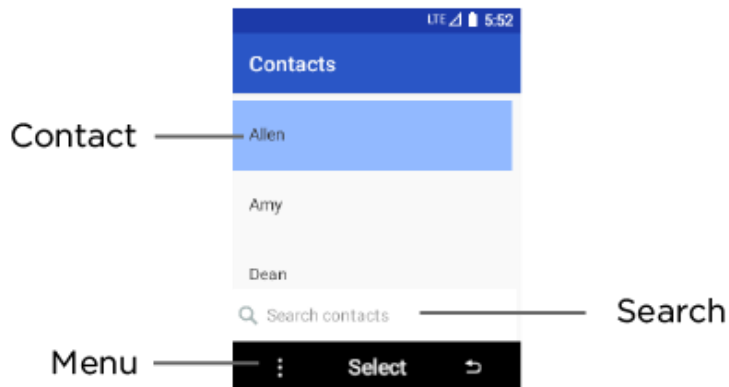 LTE 5:52
Contacts
Contact
Allen
Amy
Dean
Search contacts
Search
Menu
Select